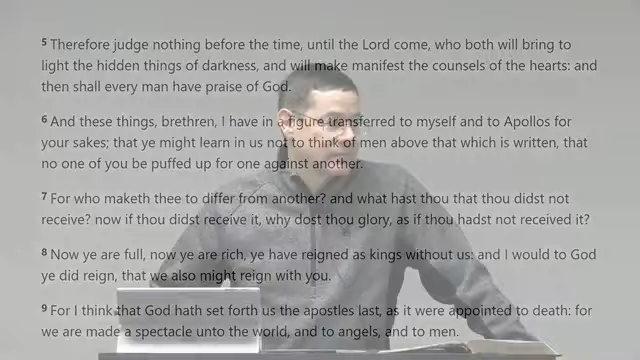 5 Therefore judge nothing before the time, until the Lord come, who both will bring to
light the hidden things of darkness, and will make manifest the counsels of the hearts: and
then shall every man have praise of God.
6 And these things, brethren, I have in a figure transferred to myself and to Apollos for
your sakes; that ye might learn in us not to think of men above that which is written, that
no one of you be puffed up for one against another.
7 For who maketh thee to differ from another? and what hast thou that thou didst not
receive? now if thou didst receive it, why dost thou glory, as if thou hadst not received it?
8 Now ye are full, now ye are rich, ye have reigned as kings without us: and I would to God
ye did reign, that we also might reign with you.
9 For I think that God hath set forth us the apostles last, as it were appointed to death: for
we are made a spectacle unto the world, and to angels, and to men.